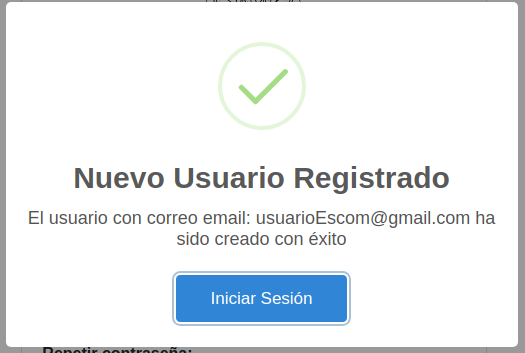 Nuevo Usuario Registrado
El usuario con correo email: usuarioEscom@gmail.com ha
sido creado con éxito
Iniciar Sesión
Repetir contraseña: